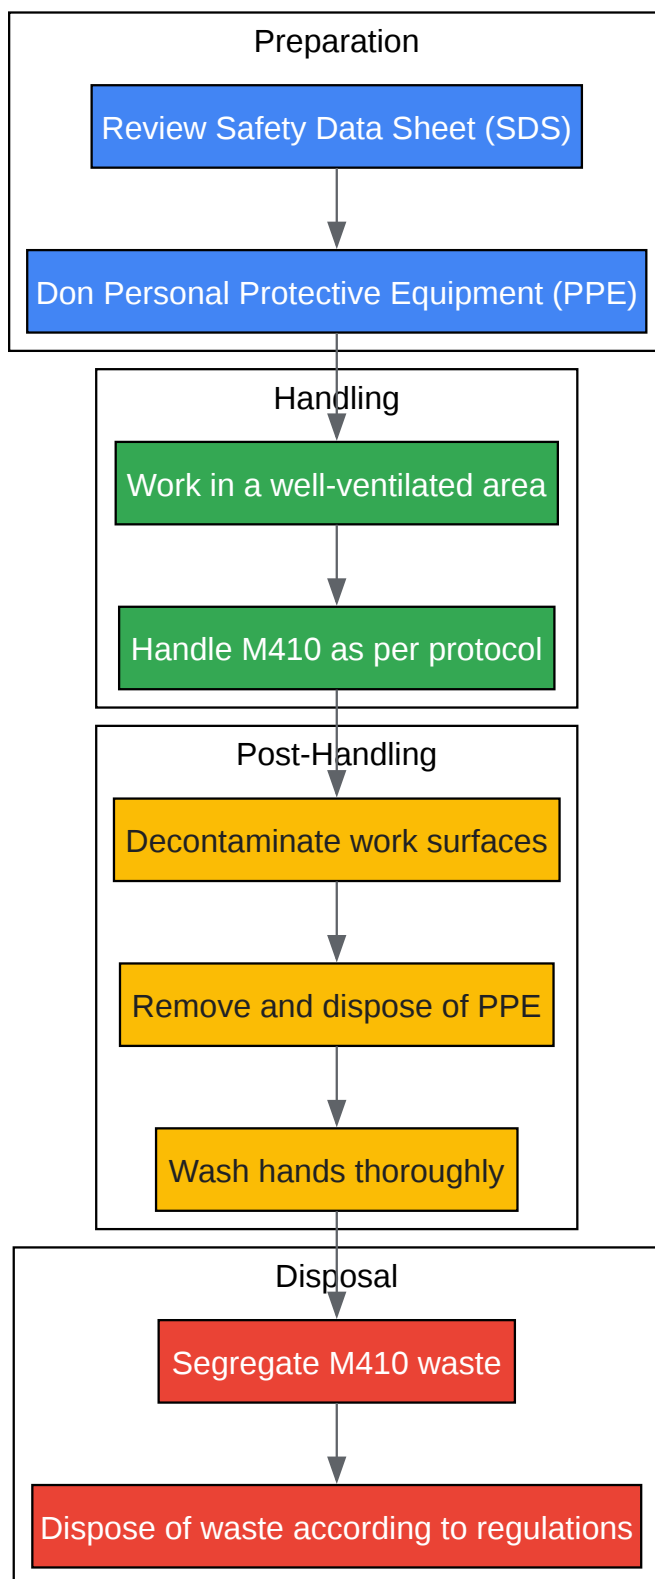 Preparation
Review Safety Data Sheet (SDS)
Don Personal Protective Equipment (PPE)
Handling
Work in a well-ventilated area
Handle M410 as per protocol
Post-Handling
Decontaminate work surfaces
Remove and dispose of PPE
Wash hands thoroughly
Disposal
Segregate M410 waste
Dispose of waste according to regulations